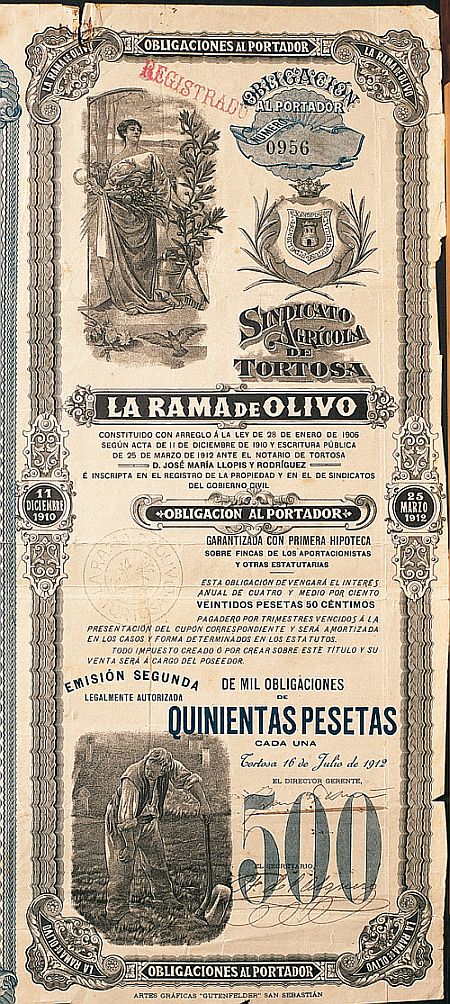 OBLIGACIONES AL PORTADOR
LA RAMA DE OLIVO
LA RAMA DE OLIVO
REGISTRADO
OBLIGACIÓN
AL PORTADOR
NÚMERO
0956
SINDICATO
AGRÍCOLA
DE
TORTOSA
LA RAMA DE OLIVO
CONSTITUIDO CON ARREGLO Á LA LEY DE 28 DE ENERO DE 1906
SEGÚN ACTA DE 11 DE DICIEMBRE DE 1910 Y ESCRITURA PÚBLICA
DE 25 DE MARZO DE 1912 ANTE EL NOTARIO DE TORTOSA
D. JOSÉ MARÍA LLOPIS Y RODRÍGUEZ
É INSCRIPTA EN EL REGISTRO DE LA PROPIEDAD Y EN EL DE SINDICATOS
DEL GOBIERNO CIVIL
11
DICIEMBRE
1910
25
MARZO
1912
OBLIGACION AL PORTADOR
GARANTIZADA CON PRIMERA HIPOTECA
SOBRE FINCAS DE LOS APORTACIONISTAS
Y OTRAS ESTATUTARIAS
ESTA OBLIGACIÓN DEVENGARÁ EL INTERÉS
ANUAL DE CUATRO Y MEDIO POR CIENTO
VEINTIDOS PESETAS 50 CÉNTIMOS
PAGADERO POR TRIMESTRES VENCIDOS Á LA
PRESENTACIÓN DEL CUPÓN CORRESPONDIENTE Y SERÁ AMORTIZADA
EN LOS CASOS Y FORMA DETERMINADOS EN LOS ESTATUTOS.
TODO IMPUESTO CREADO Ó POR CREAR SOBRE ESTE TÍTULO Y SU
VENTA SERÁ Á CARGO DEL POSEEDOR.
EMISIÓN SEGUNDA
LEGALMENTE AUTORIZADA
DE MIL OBLIGACIONES
DE
QUINIENTAS PESETAS
CADA UNA
Tortosa 16 de Julio de 1912
EL DIRECTOR GERENTE,
500
EL SECRETARIO,
LA RAMA DE OLIVO
LA RAMA DE OLIVO
OBLIGACIONES AL PORTADOR
ARTES GRÁFICAS "GUTENFELDER" SAN SEBASTIÁN